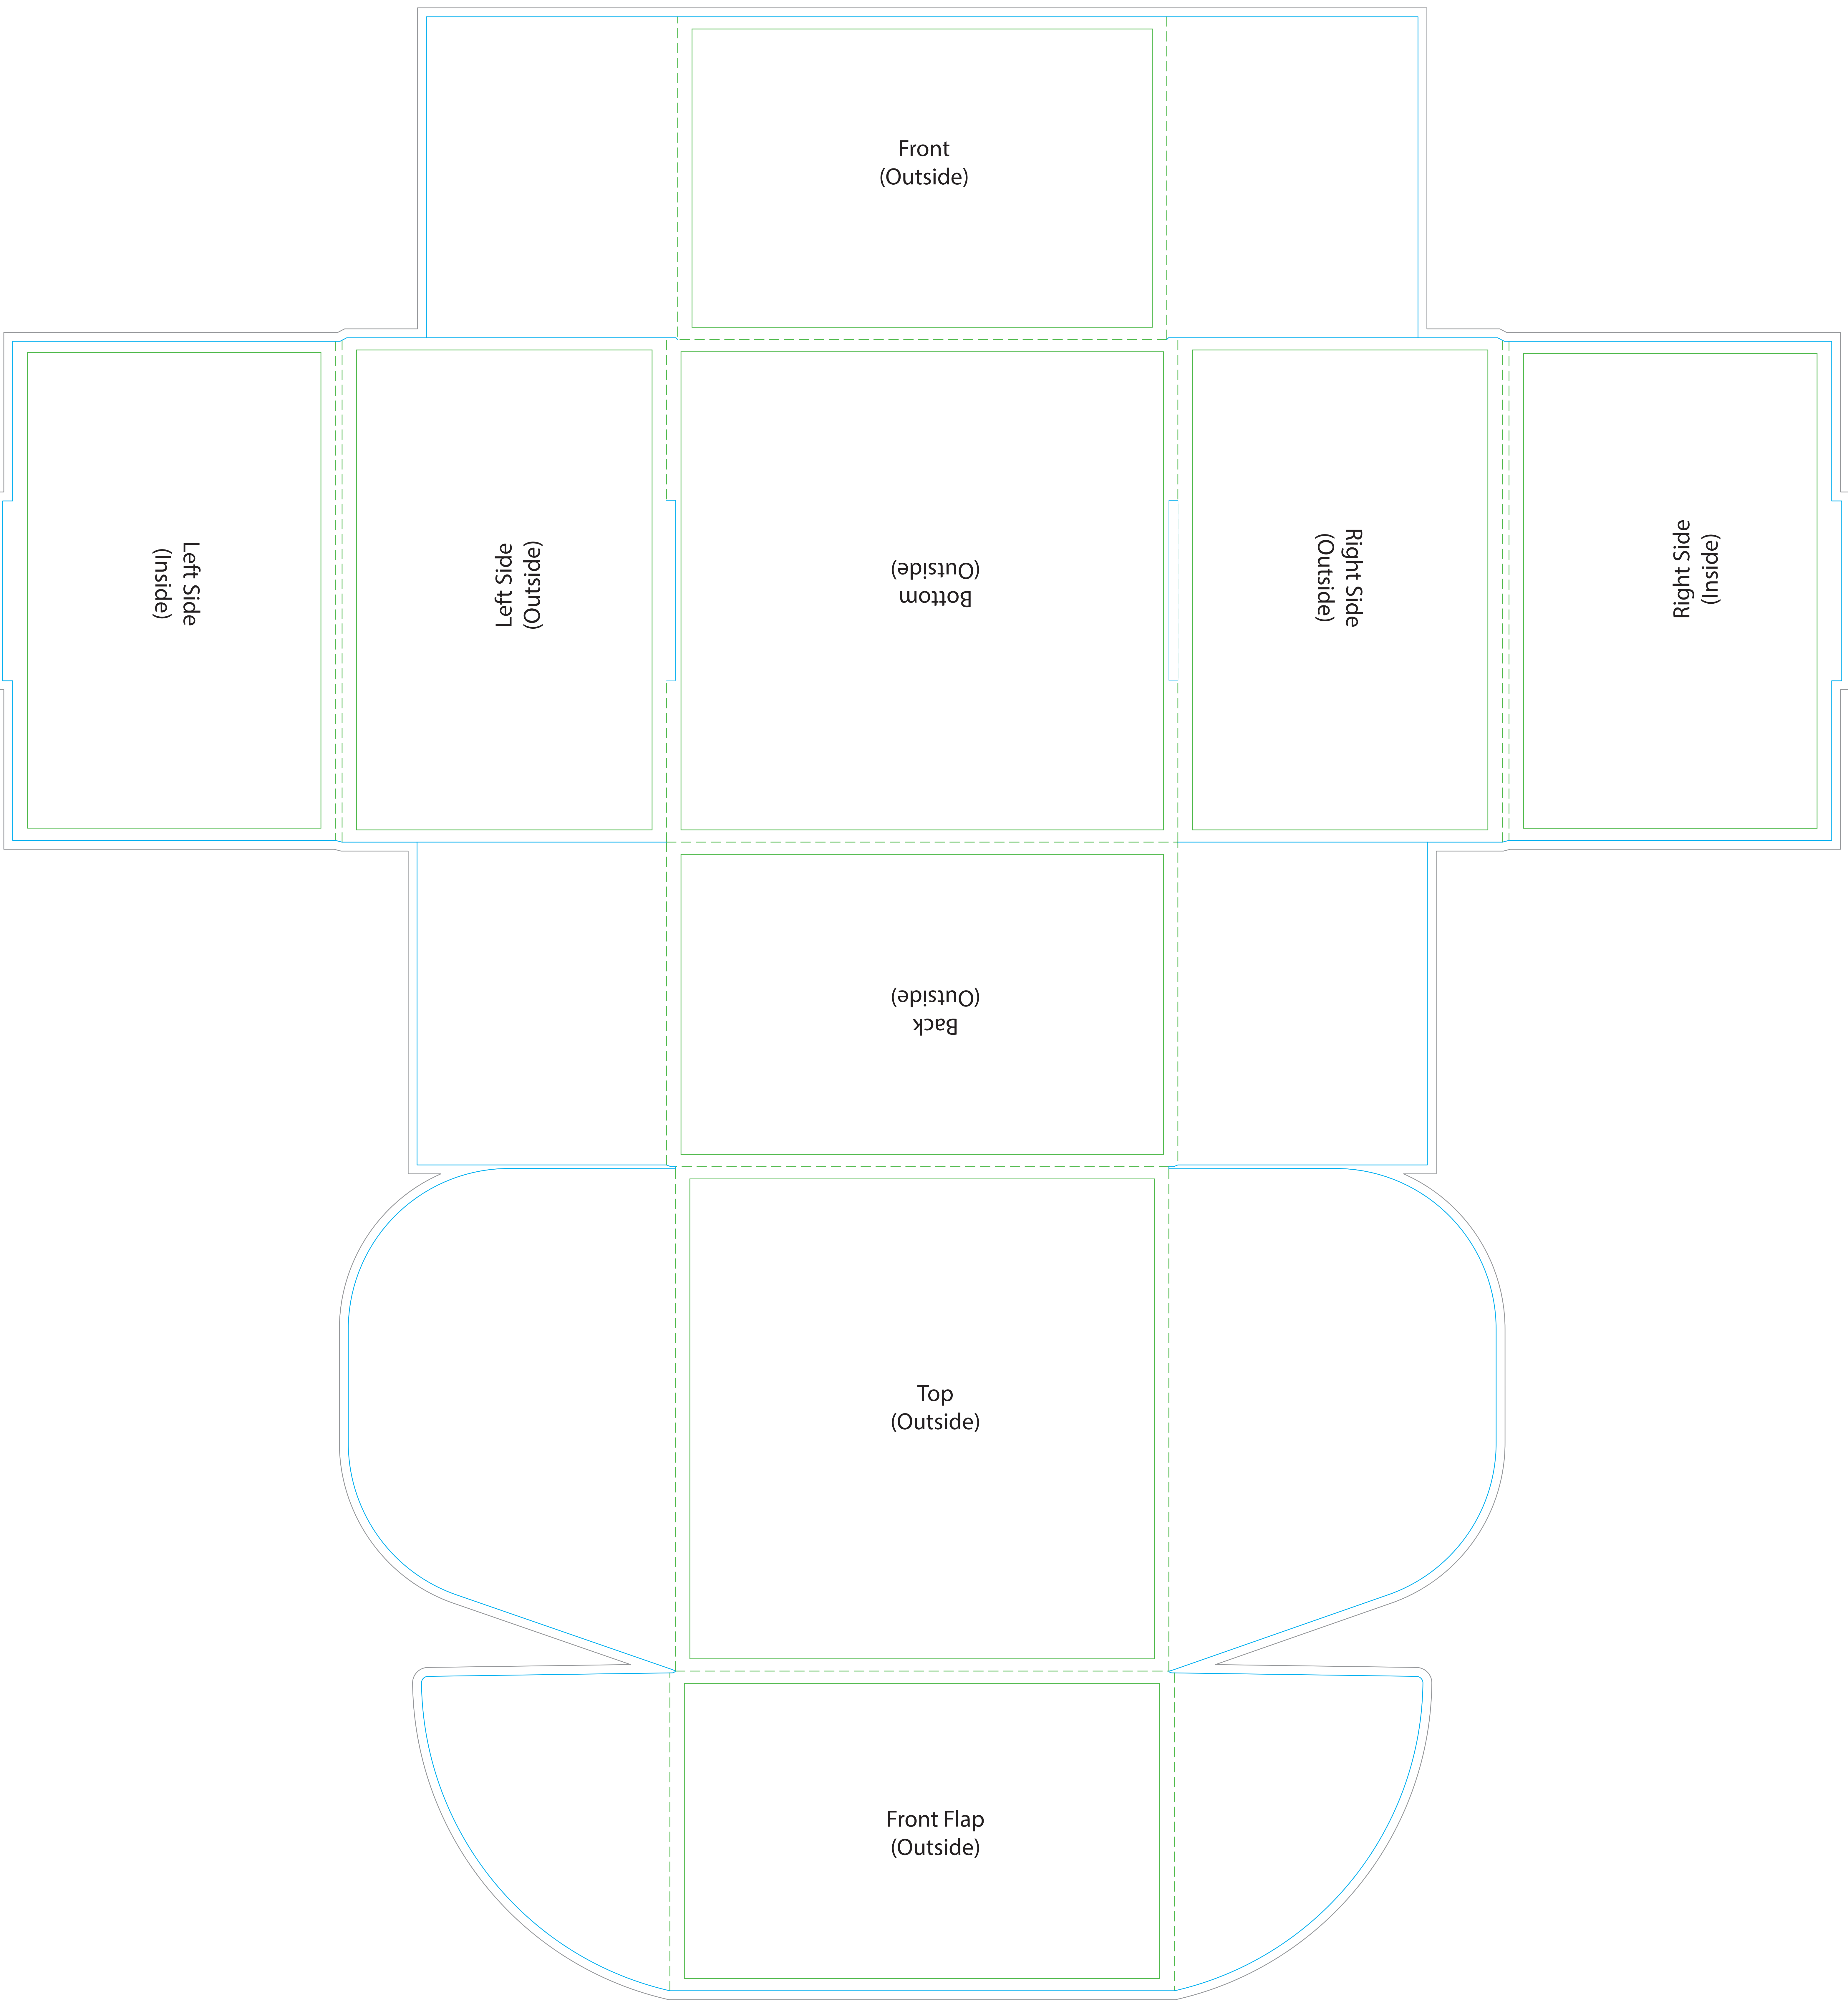 Front
(Outside)
Left Side
(Inside)
Left Side
(Outside)
Bottom
(Outside)
Right Side
(Outside)
Right Side
(Inside)
Back
(Outside)
Top
(Outside)
Front Flap
(Outside)